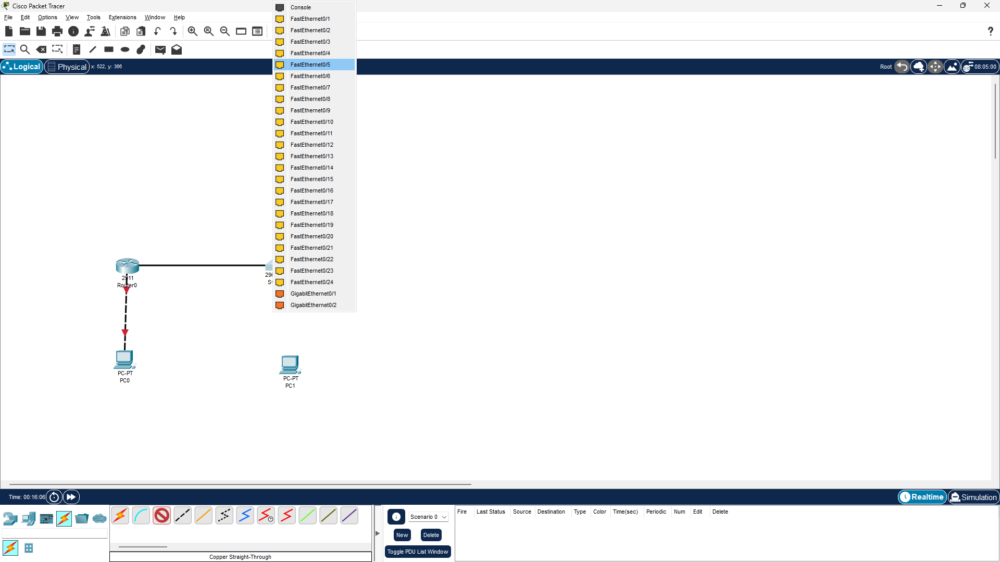 Cisco Packet Tracer
File Edit Options View Tools Extensions Window Help
?
Logical Physical x: 522, y: 366
Root 08:05:00
Console
FastEthernet0/1
FastEthernet0/2
FastEthernet0/3
FastEthernet0/4
FastEthernet0/5
FastEthernet0/6
FastEthernet0/7
FastEthernet0/8
FastEthernet0/9
FastEthernet0/10
FastEthernet0/11
FastEthernet0/12
FastEthernet0/13
FastEthernet0/14
FastEthernet0/15
FastEthernet0/16
FastEthernet0/17
FastEthernet0/18
FastEthernet0/19
FastEthernet0/20
FastEthernet0/21
FastEthernet0/22
FastEthernet0/23
FastEthernet0/24
GigabitEthernet0/1
GigabitEthernet0/2
2911
Router0
PC-PT
PC0
PC-PT
PC1
Time: 00:16:06
Realtime Simulation
Scenario 0
New Delete
Toggle PDU List Window
Fire Last Status Source Destination Type Color Time(sec) Periodic Num Edit Delete
Copper Straight-Through